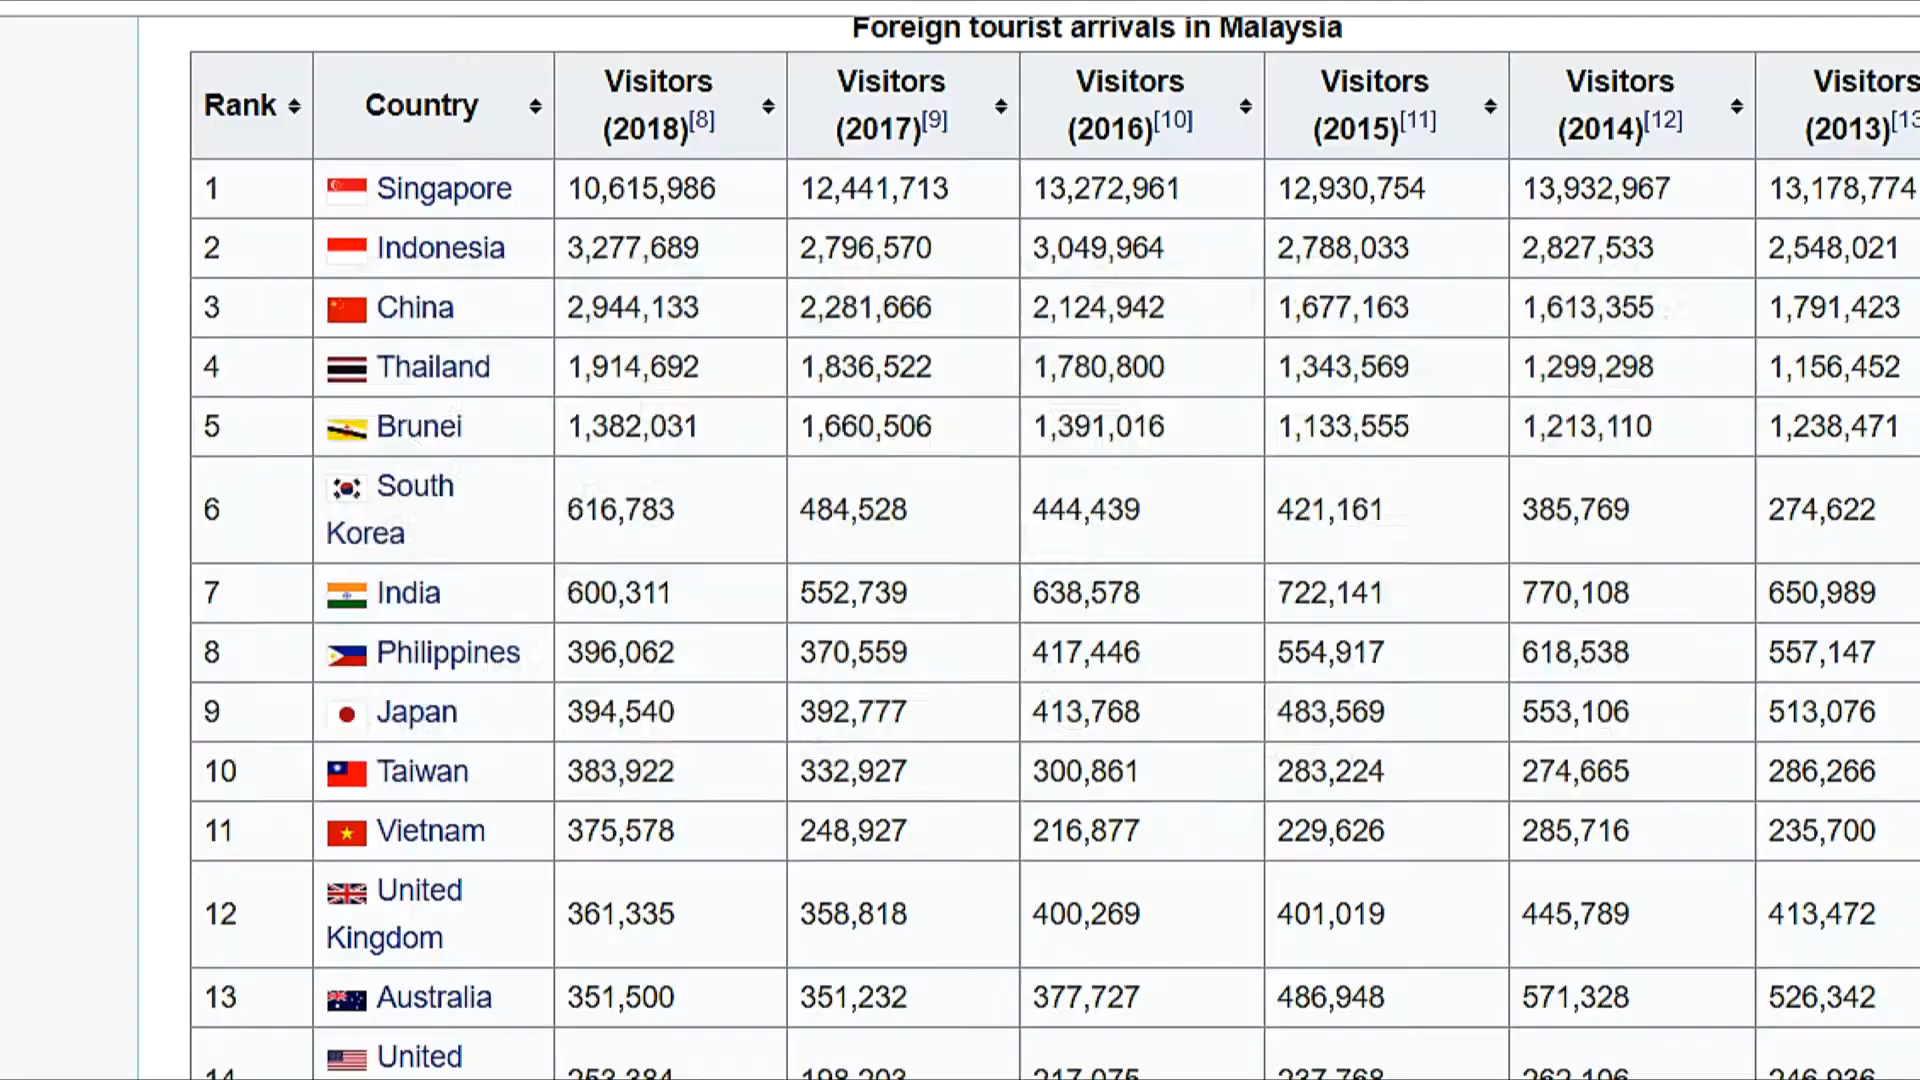 Foreign tourist arrivals in Malaysia
Rank Country Visitors (2018)[8] Visitors (2017)[9] Visitors (2016)[10] Visitors (2015)[11] Visitors (2014)[12] Visitors (2013)[13
1 Singapore 10,615,986 12,441,713 13,272,961 12,930,754 13,932,967 13,178,774
2 Indonesia 3,277,689 2,796,570 3,049,964 2,788,033 2,827,533 2,548,021
3 China 2,944,133 2,281,666 2,124,942 1,677,163 1,613,355 1,791,423
4 Thailand 1,914,692 1,836,522 1,780,800 1,343,569 1,299,298 1,156,452
5 Brunei 1,382,031 1,660,506 1,391,016 1,133,555 1,213,110 1,238,471
6 South Korea 616,783 484,528 444,439 421,161 385,769 274,622
7 India 600,311 552,739 638,578 722,141 770,108 650,989
8 Philippines 396,062 370,559 417,446 554,917 618,538 557,147
9 Japan 394,540 392,777 413,768 483,569 553,106 513,076
10 Taiwan 383,922 332,927 300,861 283,224 274,665 286,266
11 Vietnam 375,578 248,927 216,877 229,626 285,716 235,700
12 United Kingdom 361,335 358,818 400,269 401,019 445,789 413,472
13 Australia 351,500 351,232 377,727 486,948 571,328 526,342
United